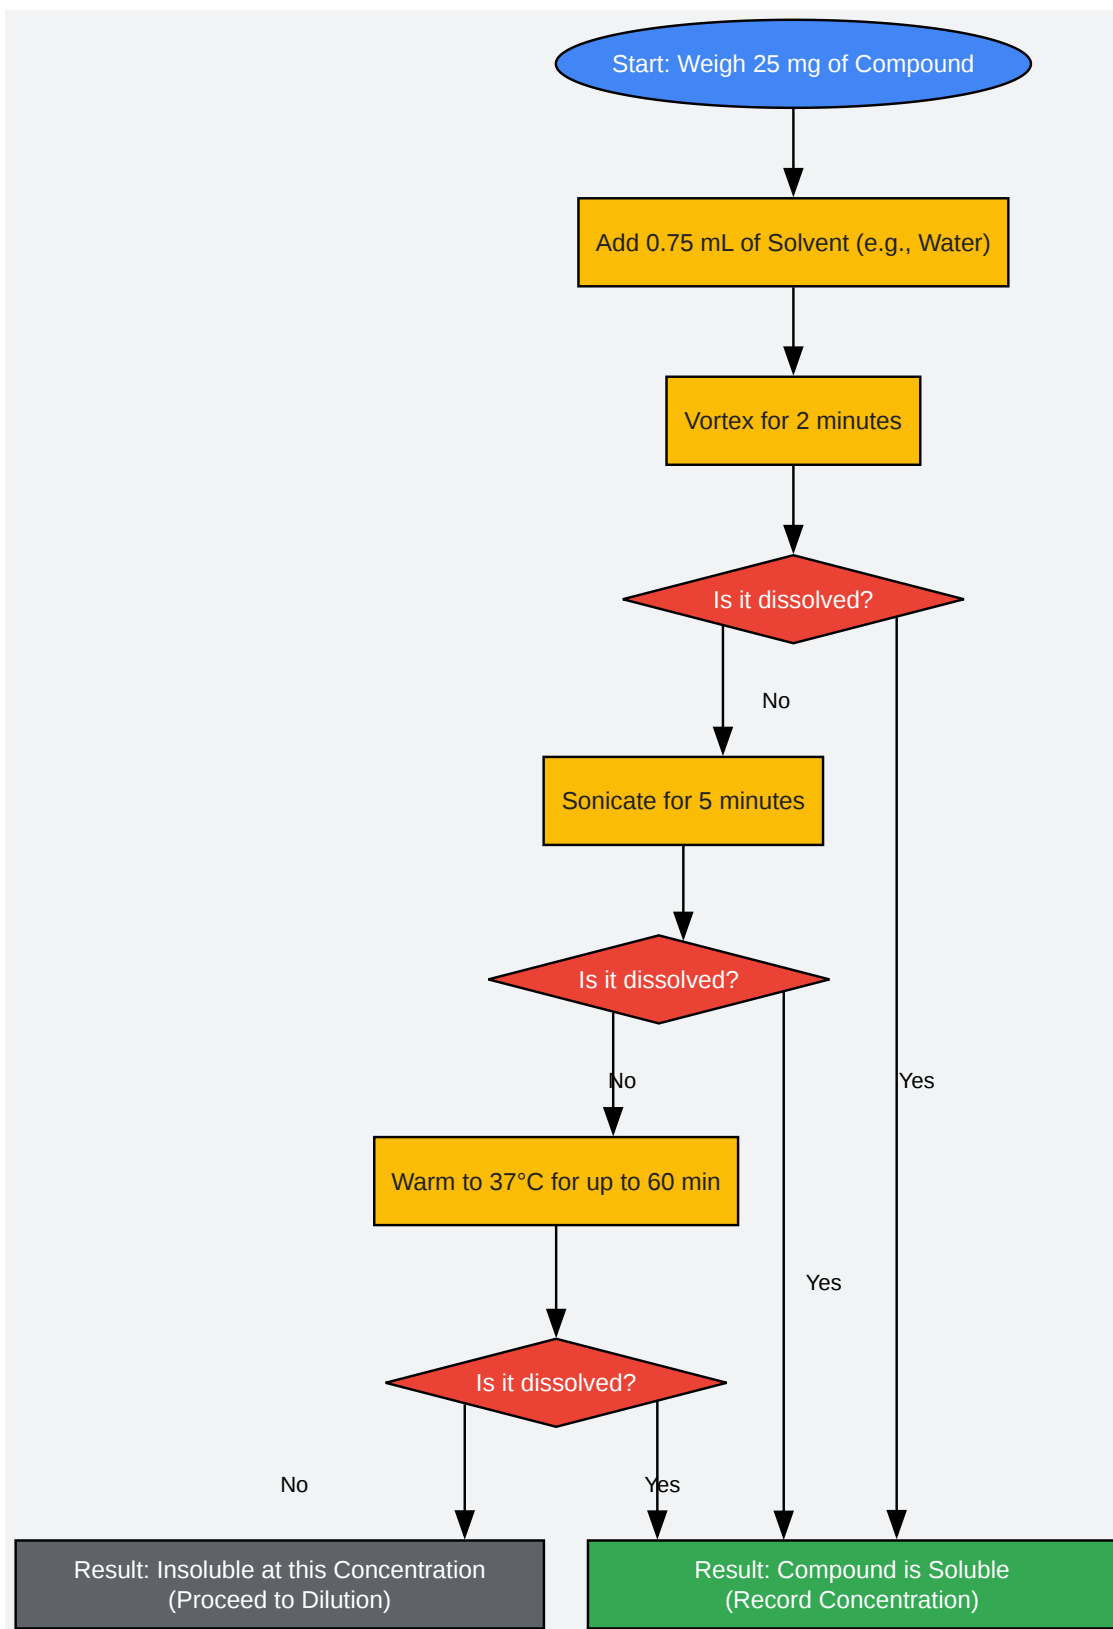 Start: Weigh 25 mg of Compound
Add 0.75 mL of Solvent (e.g., Water)
Vortex for 2 minutes
Is it dissolved?
No
Sonicate for 5 minutes
Is it dissolved?
No
Yes
Warm to 37°C for up to 60 min
Yes
Is it dissolved?
No
Yes
Result: Insoluble at this Concentration
(Proceed to Dilution)
Result: Compound is Soluble
(Record Concentration)